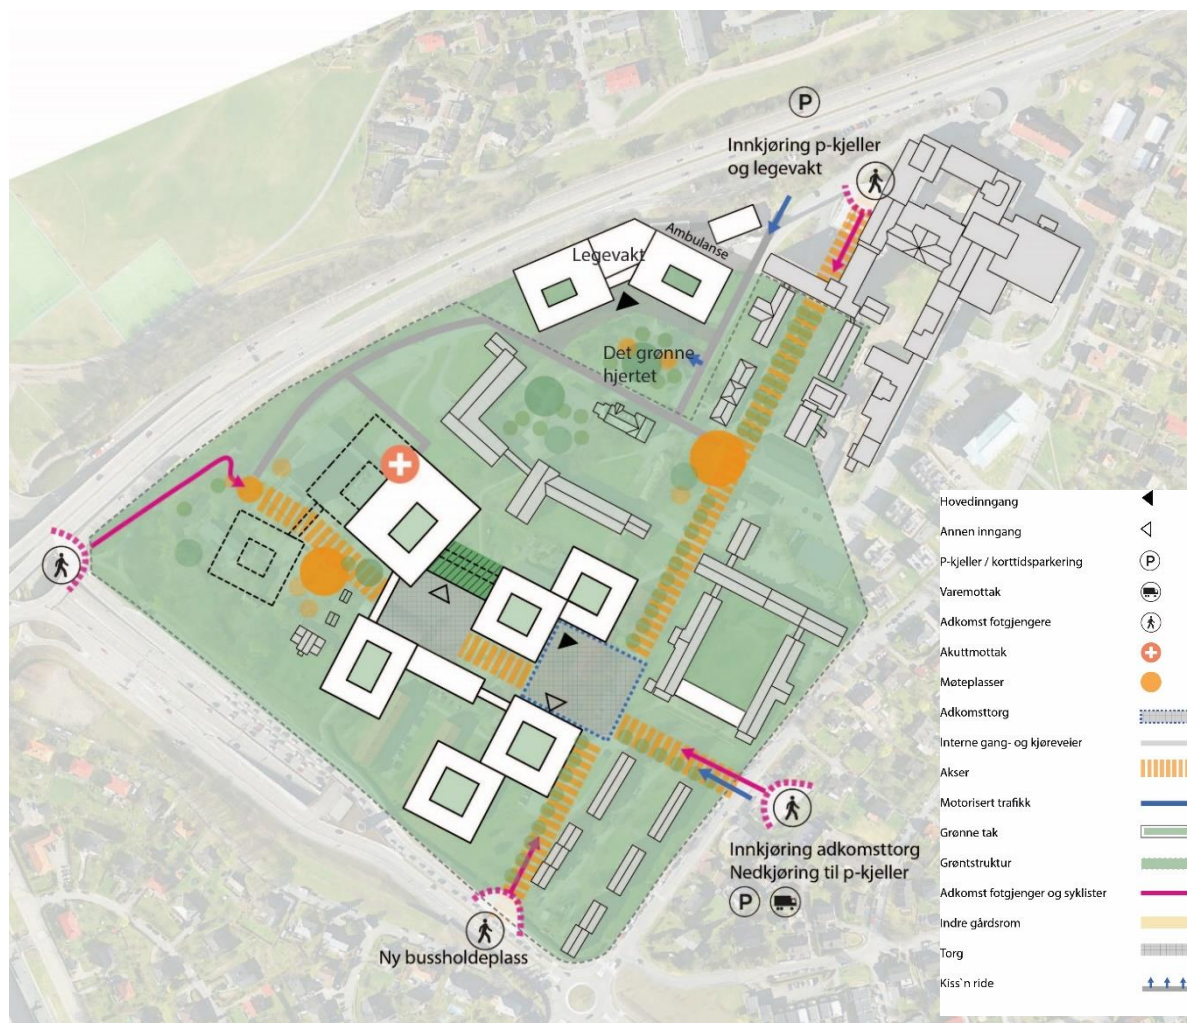 P
Innkjøring p-kjeller
og legevakt
Ambulanse
Legevakt
Det grønne
hjertet
Innkjøring adkomsttorg
Nedkjøring til p-kjeller
P
Ny bussholdeplass
Hovedinngang
Annen inngang
P-kjeller / korttidsparkering
P
Varemottak
Adkomst fotgjengere
Akuttmottak
Møteplasser
Adkomsttorg
Interne gang- og kjøreveier
Akser
Motorisert trafikk
Grønne tak
Grøntstruktur
Adkomst fotgjenger og syklister
Indre gårdsrom
Torg
Kiss`n ride